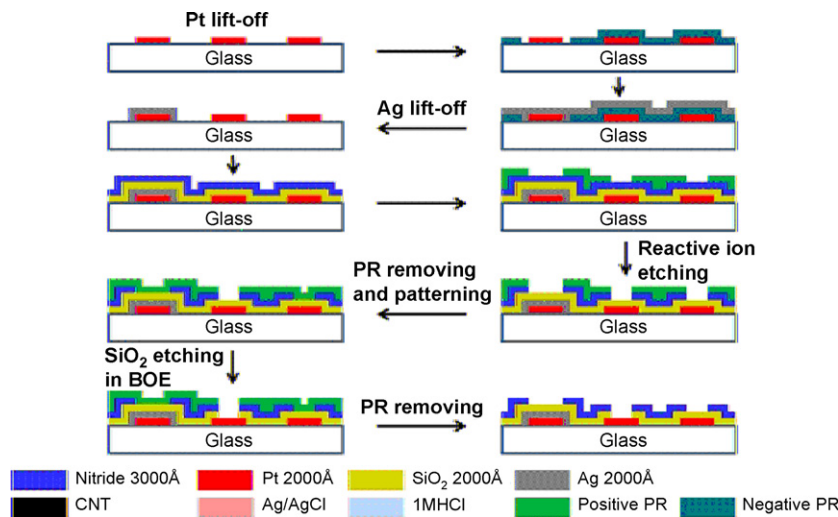 Pt lift-off
Glass
Glass
Ag lift-off
Glass
Glass
Glass
Glass
Reactive ion
etching
PR removing
and patterning
Glass
Glass
SiO₂ etching
in BOE
PR removing
Glass
Glass
Nitride 3000Å
Pt 2000Å
SiO₂ 2000Å
Ag 2000Å
CNT
Ag/AgCl
1MHCl
Positive PR
Negative PR